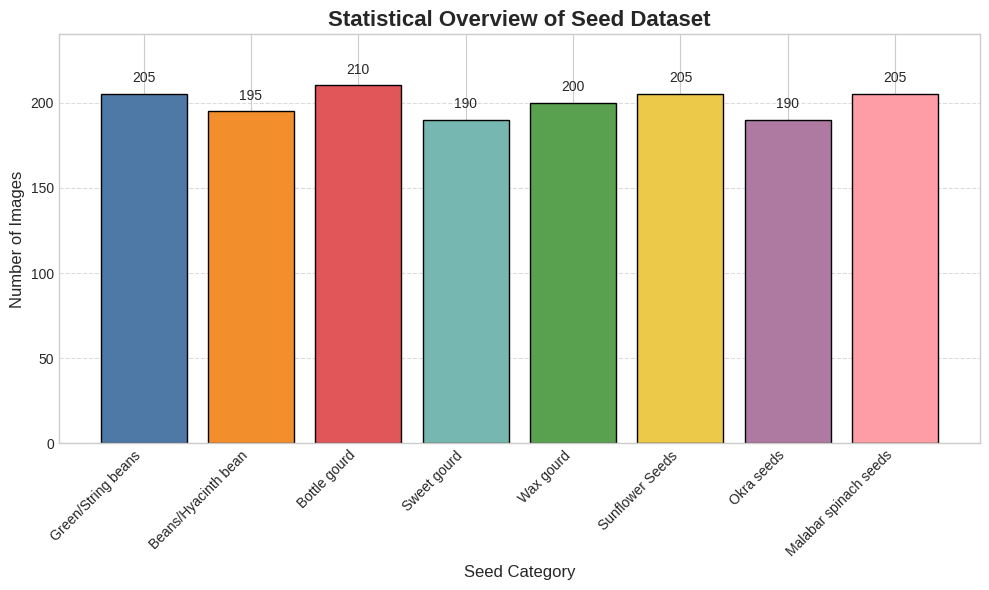 Statistical Overview of Seed Dataset
Number of Images
200
150
100
50
0
205
195
210
190
200
205
190
205
Green/String beans
Beans/Hyacinth bean
Bottle gourd
Sweet gourd
Wax gourd
Sunflower Seeds
Okra seeds
Malabar spinach seeds
Seed Category